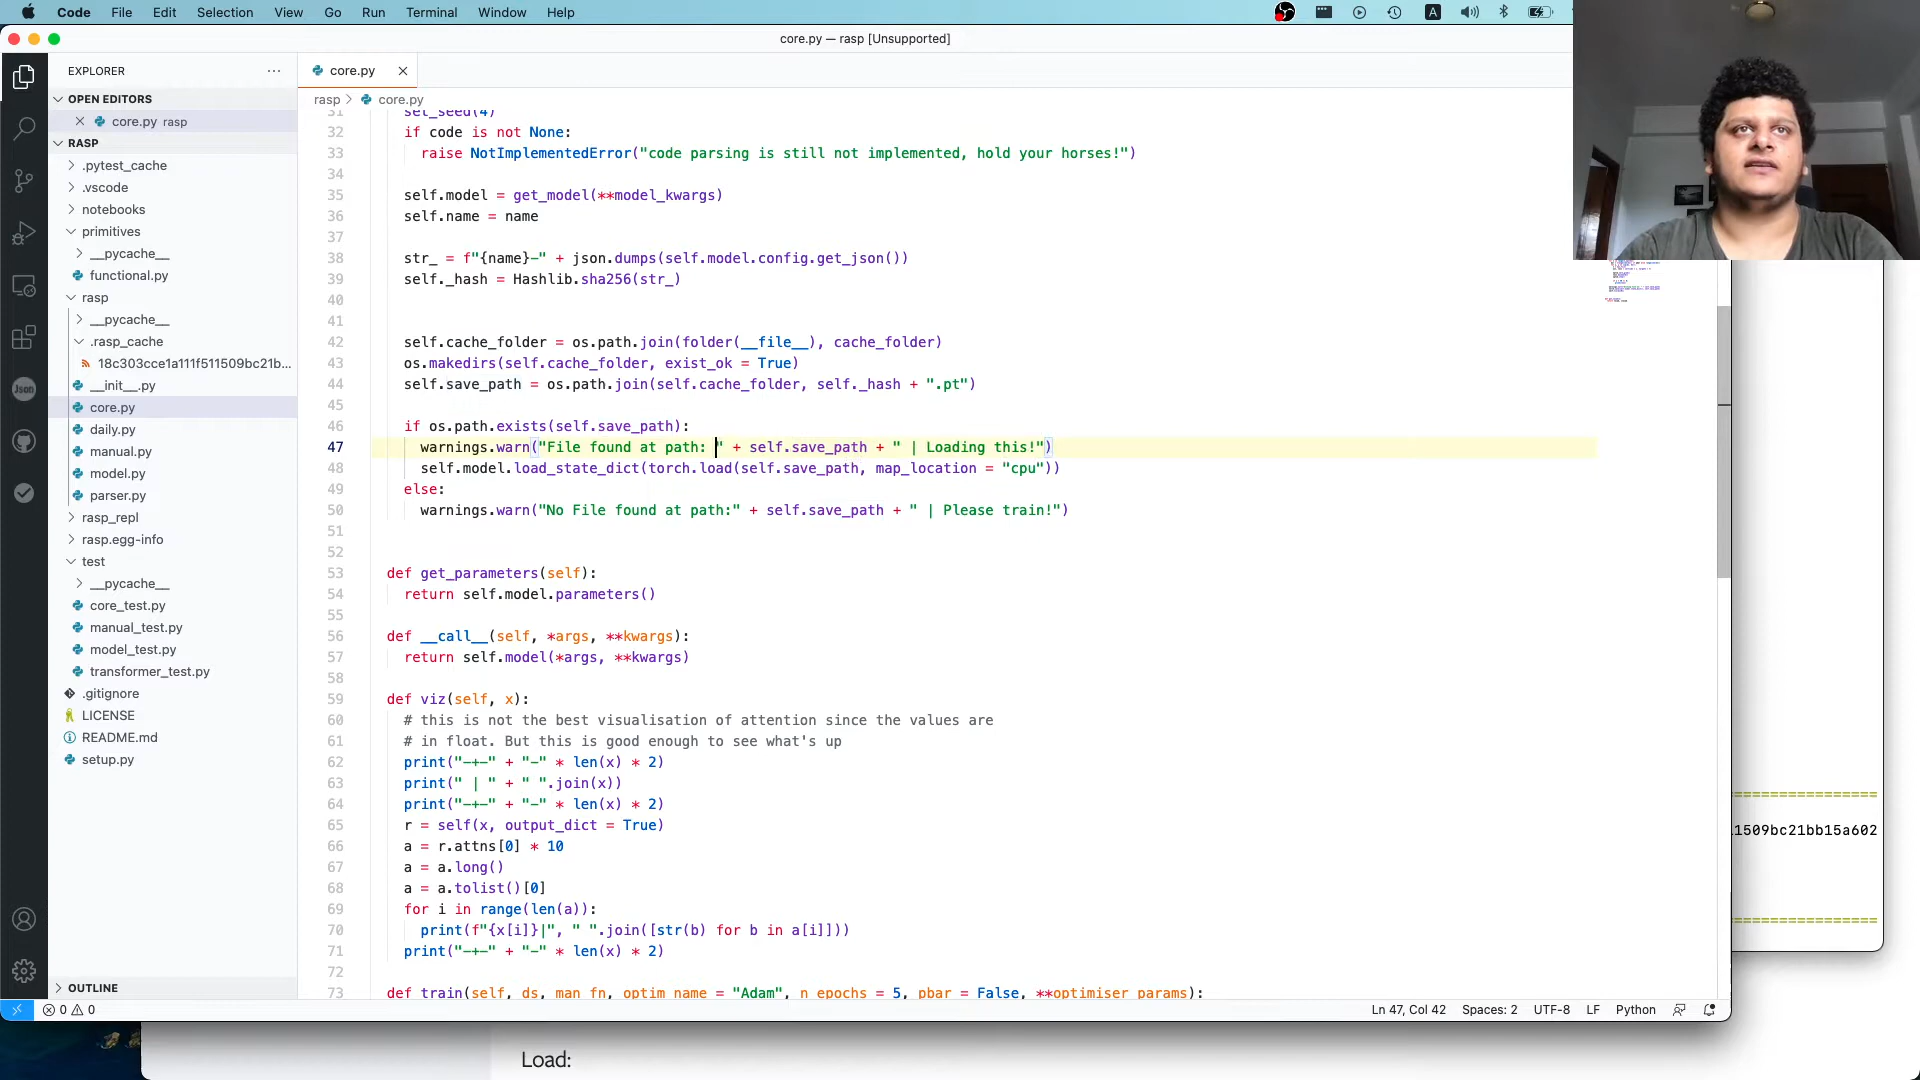 Code File Edit Selection View Go Run Terminal Window Help
A
core.py — rasp [Unsupported]
EXPLORER
OPEN EDITORS
core.py rasp
RASP
.pytest_cache
.vscode
notebooks
primitives
__pycache__
functional.py
rasp
__pycache__
.rasp_cache
18c303cce1a111f511509bc21b...
__init__.py
core.py
daily.py
manual.py
model.py
parser.py
rasp_repl
rasp.egg-info
test
__pycache__
core_test.py
manual_test.py
model_test.py
transformer_test.py
.gitignore
LICENSE
README.md
setup.py
OUTLINE
Json
core.py
rasp > core.py
31 set_seed(4)
32 if code is not None:
33 raise NotImplementedError("code parsing is still not implemented, hold your horses!")
34
35 self.model = get_model(**model_kwargs)
36 self.name = name
37
38 str_ = f"{name}-" + json.dumps(self.model.config.get_json())
39 self._hash = Hashlib.sha256(str_)
40
41
42 self.cache_folder = os.path.join(folder(__file__), cache_folder)
43 os.makedirs(self.cache_folder, exist_ok = True)
44 self.save_path = os.path.join(self.cache_folder, self._hash + ".pt")
45
46 if os.path.exists(self.save_path):
47 warnings.warn("File found at path: " + self.save_path + " | Loading this!")
48 self.model.load_state_dict(torch.load(self.save_path, map_location = "cpu"))
49 else:
50 warnings.warn("No File found at path:" + self.save_path + " | Please train!")
51
52
53 def get_parameters(self):
54 return self.model.parameters()
55
56 def __call__(self, *args, **kwargs):
57 return self.model(*args, **kwargs)
58
59 def viz(self, x):
60 # this is not the best visualisation of attention since the values are
61 # in float. But this is good enough to see what's up
62 print("-+-" + "-" * len(x) * 2)
63 print(" | " + " ".join(x))
64 print("-+-" + "-" * len(x) * 2)
65 r = self(x, output_dict = True)
66 a = r.attns[0] * 10
67 a = a.long()
68 a = a.tolist()[0]
69 for i in range(len(a)):
70 print(f"{x[i]}|", " ".join([str(b) for b in a[i]]))
71 print("-+-" + "-" * len(x) * 2)
72
73 def train(self, ds, man_fn, optim_name = "Adam", n_epochs = 5, pbar = False, **optimiser_params):
11509bc21bb15a602
0 0 Ln 47, Col 42 Spaces: 2 UTF-8 LF Python
Load: